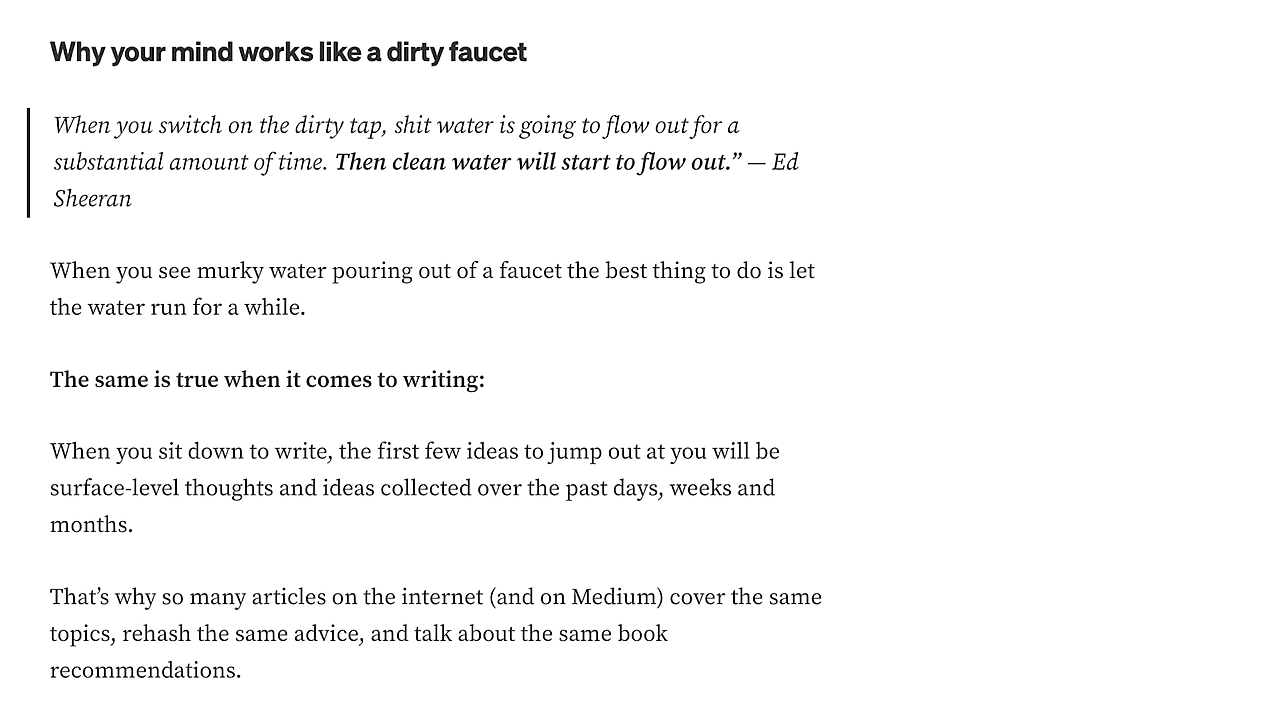 Why your mind works like a dirty faucet
When you switch on the dirty tap, shit water is going to flow out for a
substantial amount of time. Then clean water will start to flow out.” — Ed
Sheeran
When you see murky water pouring out of a faucet the best thing to do is let
the water run for a while.
The same is true when it comes to writing:
When you sit down to write, the first few ideas to jump out at you will be
surface-level thoughts and ideas collected over the past days, weeks and
months.
That’s why so many articles on the internet (and on Medium) cover the same
topics, rehash the same advice, and talk about the same book
recommendations.